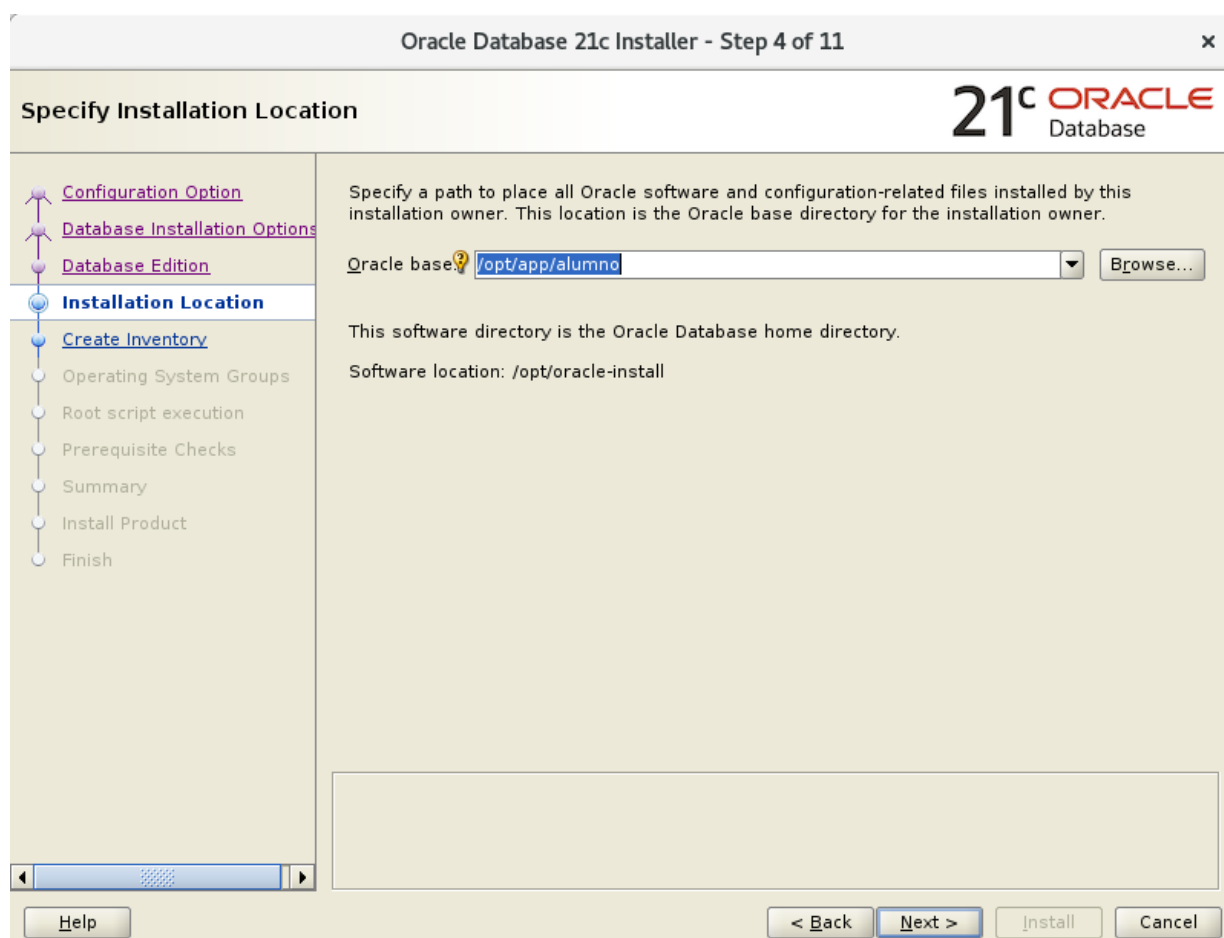 Oracle Database 21c Installer - Step 4 of 11
×
Specify Installation Location
21c ORACLE
Database
Configuration Option
Database Installation Options
Database Edition
Installation Location
Create Inventory
Operating System Groups
Root script execution
Prerequisite Checks
Summary
Install Product
Finish
Specify a path to place all Oracle software and configuration-related files installed by this
installation owner. This location is the Oracle base directory for the installation owner.
Oracle base: /opt/app/alumno Browse...
This software directory is the Oracle Database home directory.
Software location: /opt/oracle-install
Help < Back Next > Install Cancel